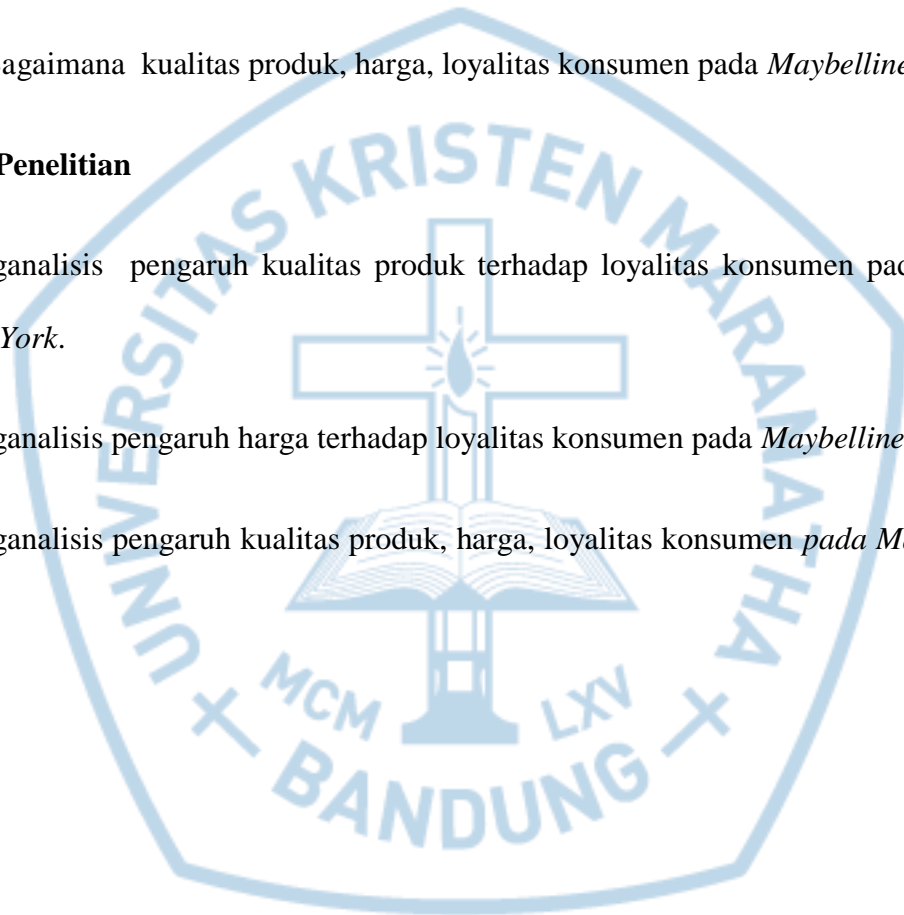 agaimana kualitas produk, harga, loyalitas konsumen pada Maybelline
Penelitian
ganalisis pengaruh kualitas produk terhadap loyalitas konsumen pad
York.
ganalisis pengaruh harga terhadap loyalitas konsumen pada Maybelline
ganalisis pengaruh kualitas produk, harga, loyalitas konsumen pada M
UNIVERSITAS KRISTEN MARANATHA
MCM LXV
BANDUNG